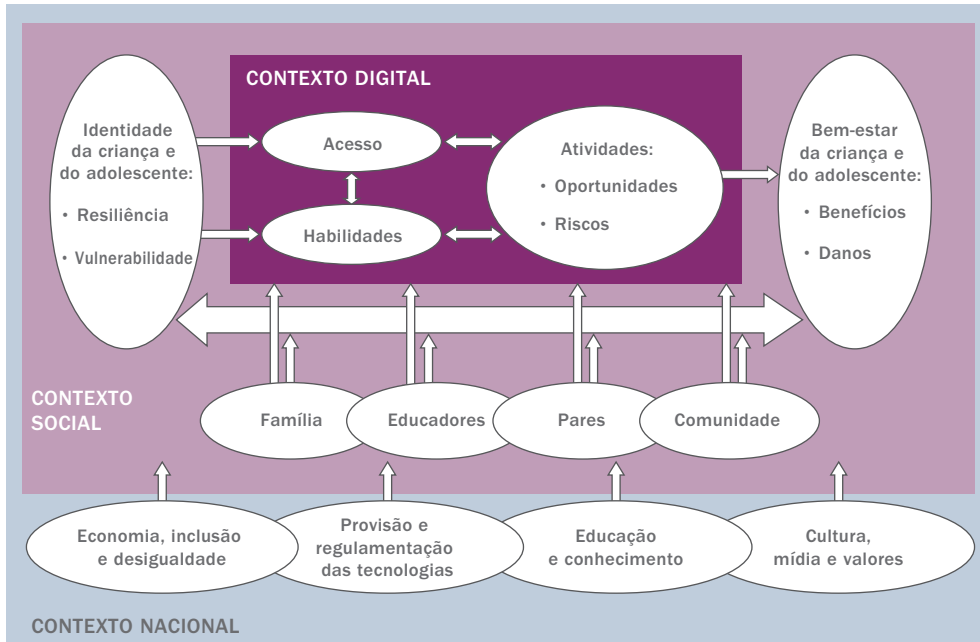 CONTEXTO DIGITAL
Identidade
da criança e
do adolescente:
• Resiliência
• Vulnerabilidade
Acesso
Habilidades
Atividades:
• Oportunidades
• Riscos
Bem-estar
da criança e
do adolescente:
• Benefícios
• Danos
CONTEXTO
SOCIAL
Família
Educadores
Pares
Comunidade
Economia, inclusão
e desigualdade
Provisão e
regulamentação
das tecnologias
Educação
e conhecimento
Cultura,
mídia e valores
CONTEXTO NACIONAL